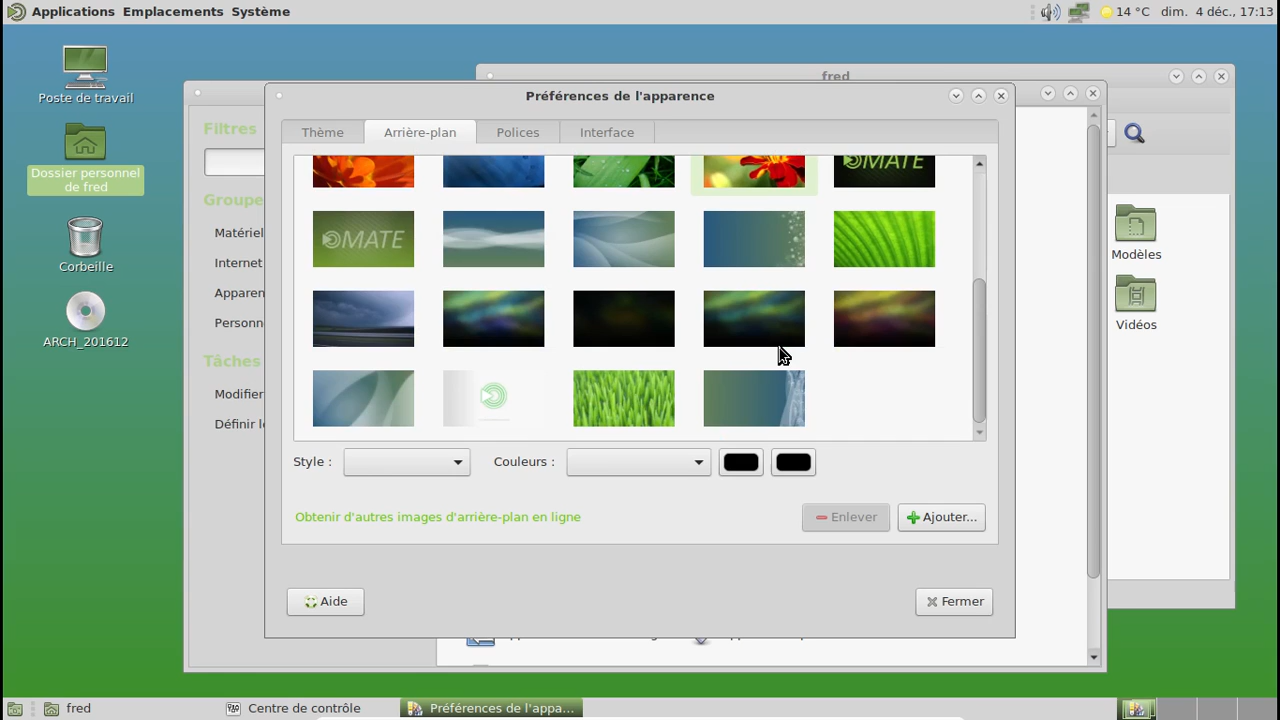 Applications Emplacements Système
14 °C dim. 4 déc., 17:13
Poste de travail
Dossier personnel
de fred
Corbeille
ARCH_201612
fred
Modèles
Vidéos
Filtres
Groupe
Matériel
Internet
Apparen
Personn
Tâches
Modifier
Définir l
Préférences de l'apparence
Thème Arrière-plan Polices Interface
MATE
MATE
Style : Couleurs :
Obtenir d'autres images d'arrière-plan en ligne
Enlever Ajouter...
Aide Fermer
fred Centre de contrôle Préférences de l'appa...